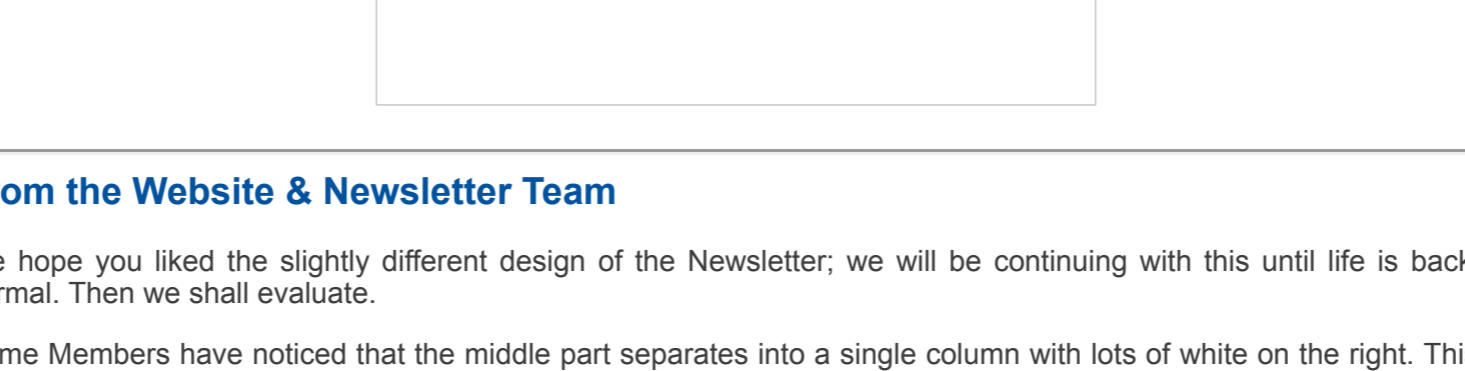 om the Website & Newsletter Team
e hope you liked the slightly different design of the Newsletter; we will be continuing with this until life is back
rmal. Then we shall evaluate.
me Members have noticed that the middle part separates into a single column with lots of white on the right. Thi